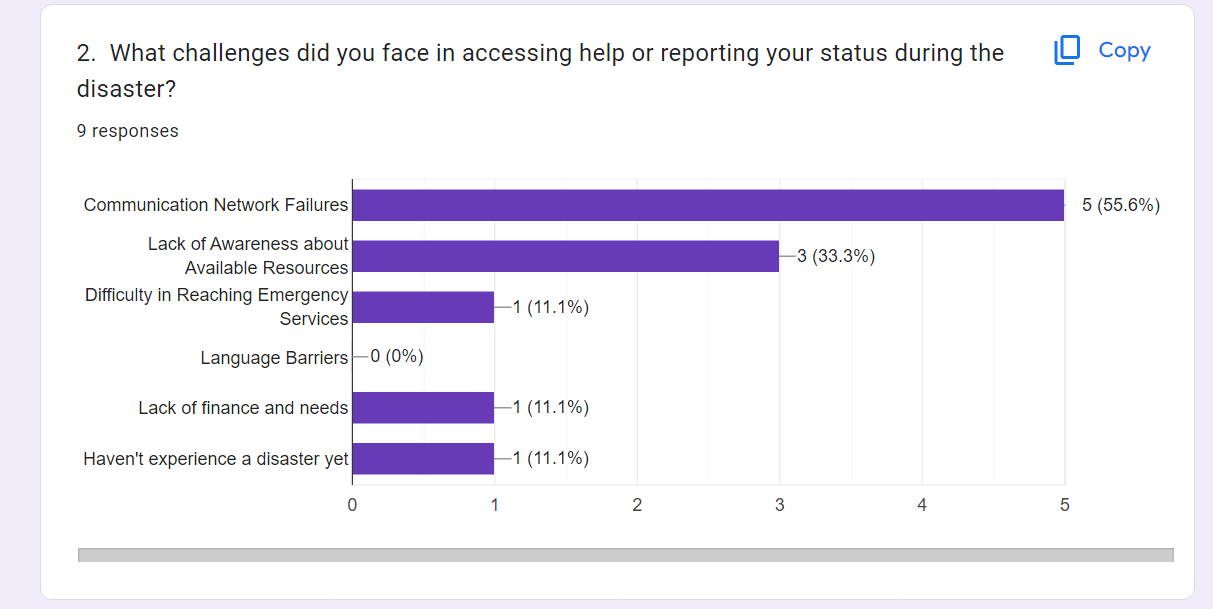 2. What challenges did you face in accessing help or reporting your status during the
disaster?
Copy
9 responses
Communication Network Failures
5 (55.6%)
Lack of Awareness about
Available Resources
3 (33.3%)
Difficulty in Reaching Emergency
Services
1 (11.1%)
Language Barriers
0 (0%)
Lack of finance and needs
1 (11.1%)
Haven't experience a disaster yet
1 (11.1%)
0 1 2 3 4 5